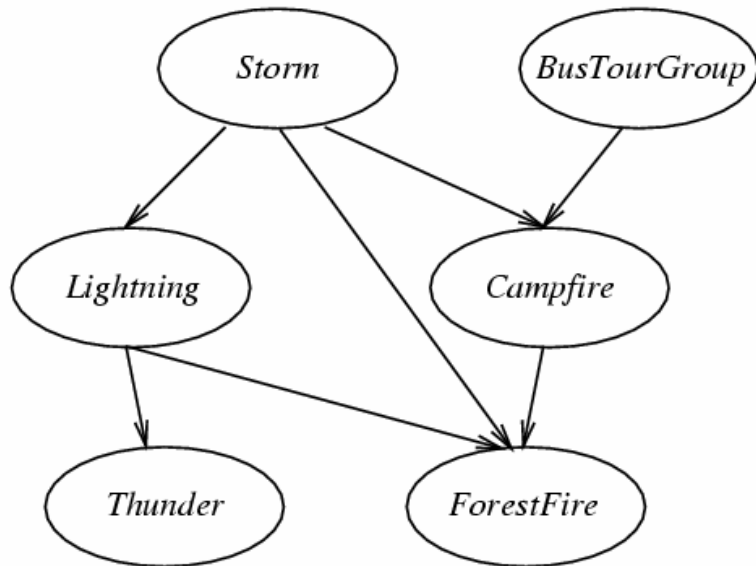 Storm
BusTourGroup
Lightning
Campfire
Thunder
ForestFire